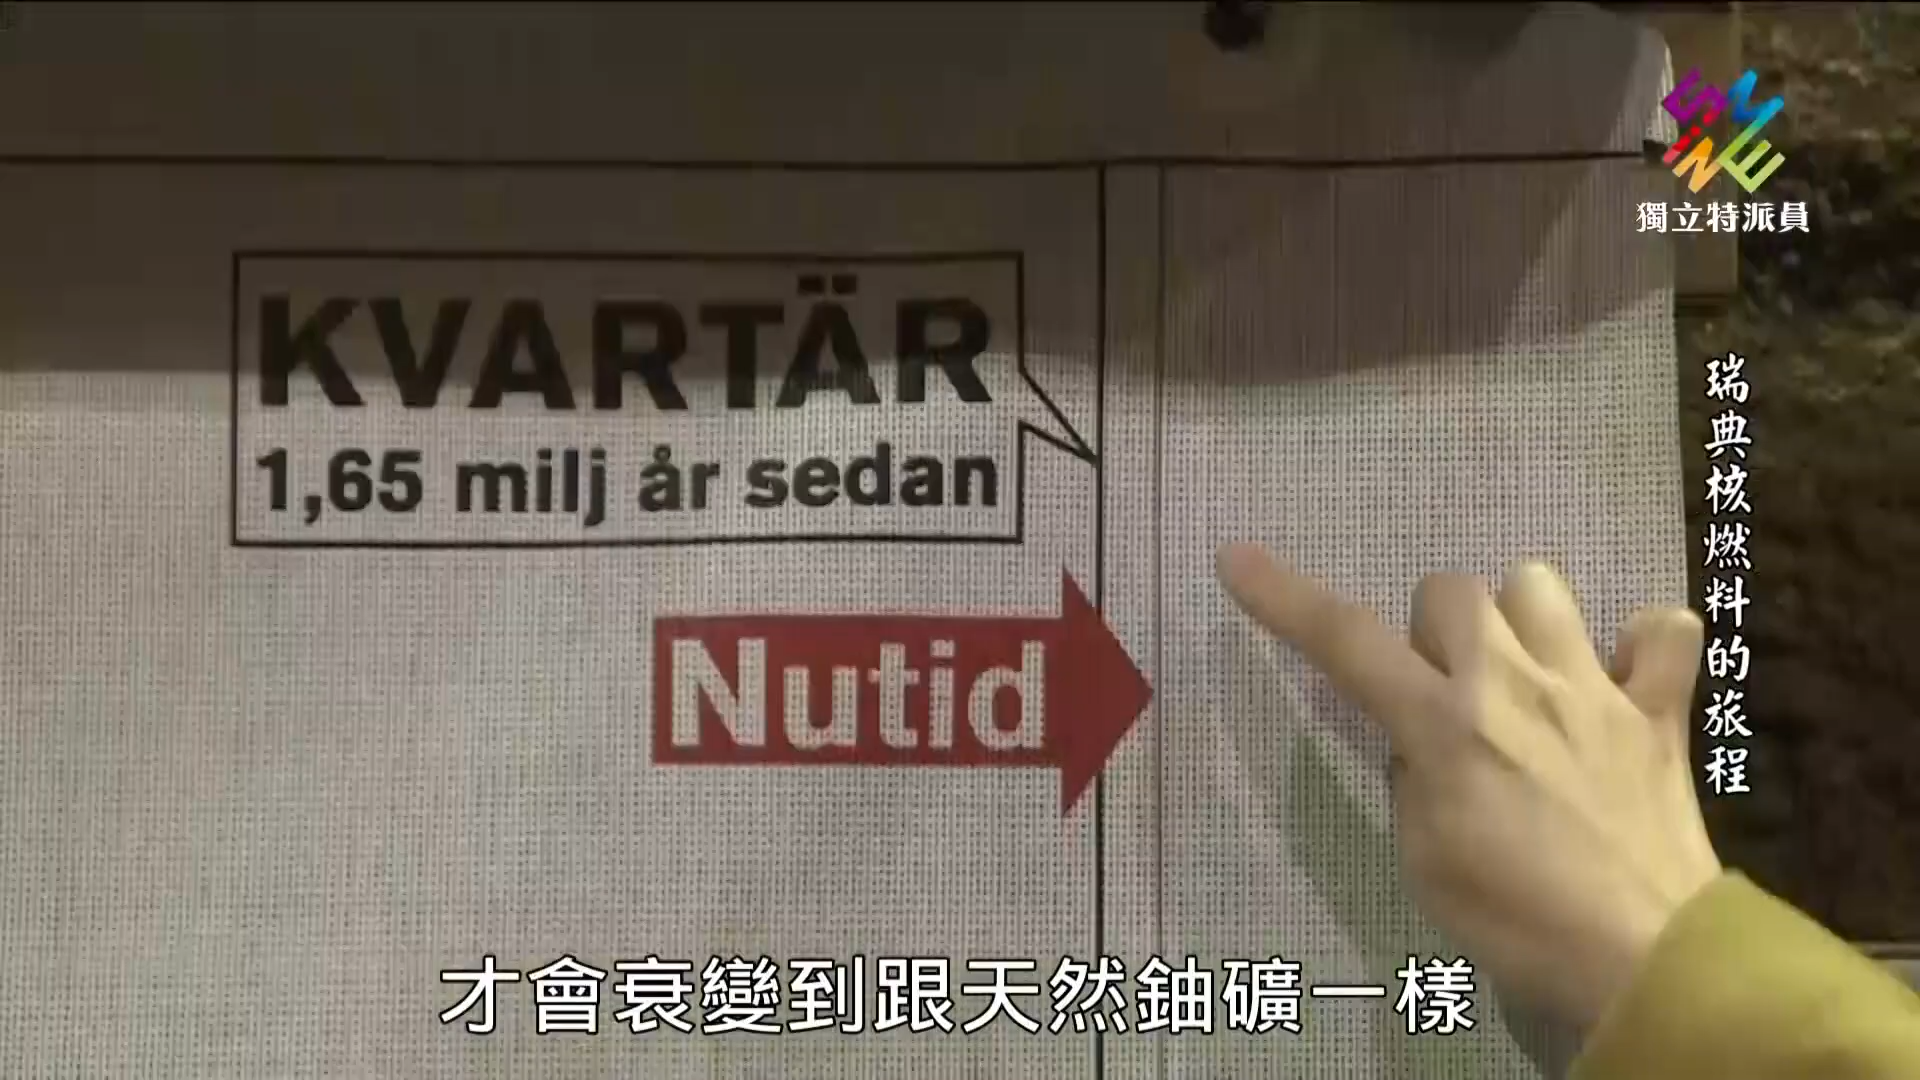 KVARTÄR
1,65 milj år sedan
Nutid
獨立特派員
瑞典核燃料的旅程
才會衰變到跟天然鈾礦一樣